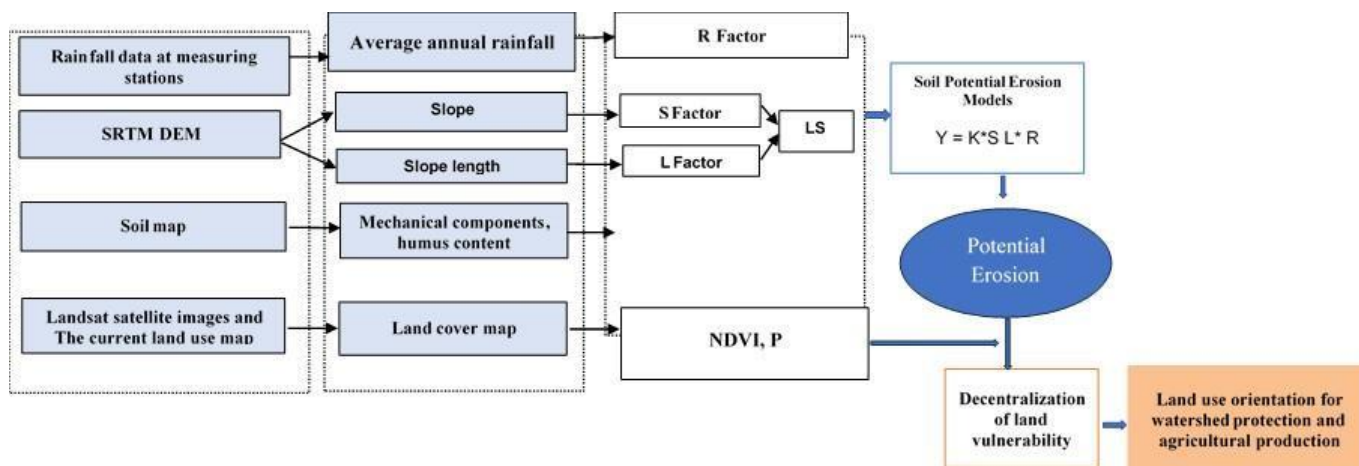 Rainfall data at measuring
stations
SRTM DEM
Soil map
Landsat satellite images and
The current land use map
Average annual rainfall
Slope
Slope length
Mechanical components,
humus content
Land cover map
R Factor
S Factor
L Factor
LS
NDVI, P
Soil Potential Erosion
Models
Y = K*S L* R
Potential
Erosion
Decentralization
of land
vulnerability
Land use orientation for
watershed protection and
agricultural production